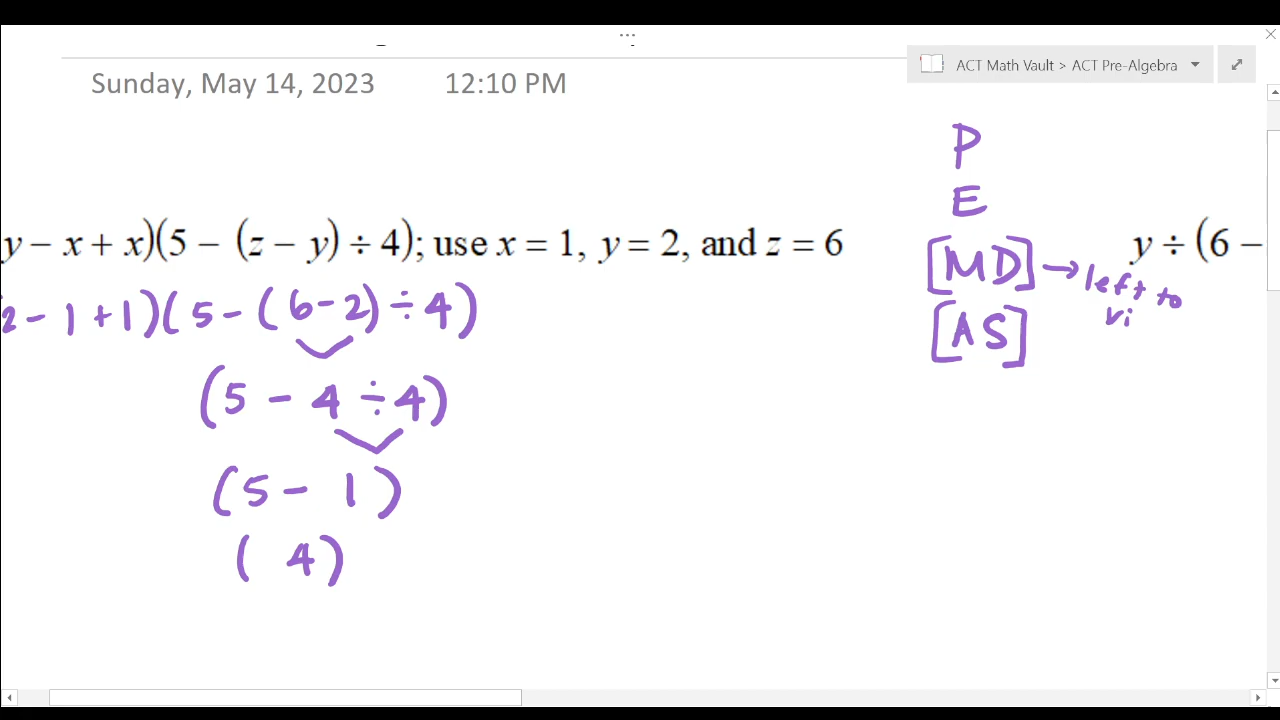 Sunday, May 14, 2023 12:10 PM
ACT Math Vault > ACT Pre-Algebra
P
E
[MD] → left to
ri
[AS]
y − x + x)(5 − (z − y) ÷ 4); use x = 1, y = 2, and z = 6
y ÷ (6 −
2 - 1 + 1)(5 - (6 - 2) ÷ 4)
(5 - 4 ÷ 4)
(5 - 1)
(4)